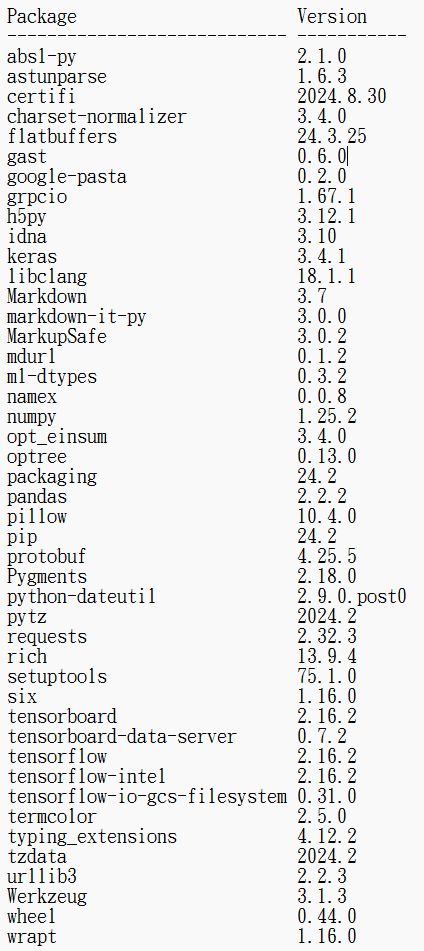 Package Version
--------------------------- -----------
absl-py 2.1.0
astunparse 1.6.3
certifi 2024.8.30
charset-normalizer 3.4.0
flatbuffers 24.3.25
gast 0.6.0
google-pasta 0.2.0
grpcio 1.67.1
h5py 3.12.1
idna 3.10
keras 3.4.1
libclang 18.1.1
Markdown 3.7
markdown-it-py 3.0.0
MarkupSafe 3.0.2
mdurl 0.1.2
ml-dtypes 0.3.2
namex 0.0.8
numpy 1.25.2
opt_einsum 3.4.0
optree 0.13.0
packaging 24.2
pandas 2.2.2
pillow 10.4.0
pip 24.2
protobuf 4.25.5
Pygments 2.18.0
python-dateutil 2.9.0.post0
pytz 2024.2
requests 2.32.3
rich 13.9.4
setuptools 75.1.0
six 1.16.0
tensorboard 2.16.2
tensorboard-data-server 0.7.2
tensorflow 2.16.2
tensorflow-intel 2.16.2
tensorflow-io-gcs-filesystem 0.31.0
termcolor 2.5.0
typing_extensions 4.12.2
tzdata 2024.2
urllib3 2.2.3
Werkzeug 3.1.3
wheel 0.44.0
wrapt 1.16.0